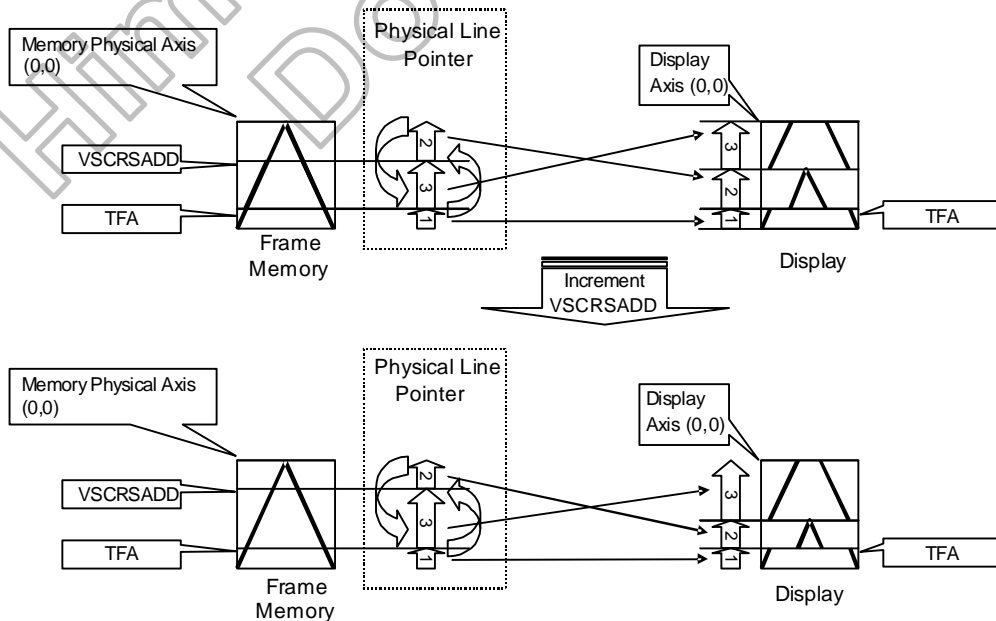 Physical Line
Pointer
Memory Physical Axis
(0,0)
Display
Axis (0,0)
VSCRSADD
TFA
2
3
1
3
2
1
TFA
Frame
Memory
Display
Increment
VSCRSADD
Physical Line
Pointer
Memory Physical Axis
(0,0)
Display
Axis (0,0)
VSCRSADD
TFA
2
3
1
3
2
1
TFA
Frame
Memory
Display